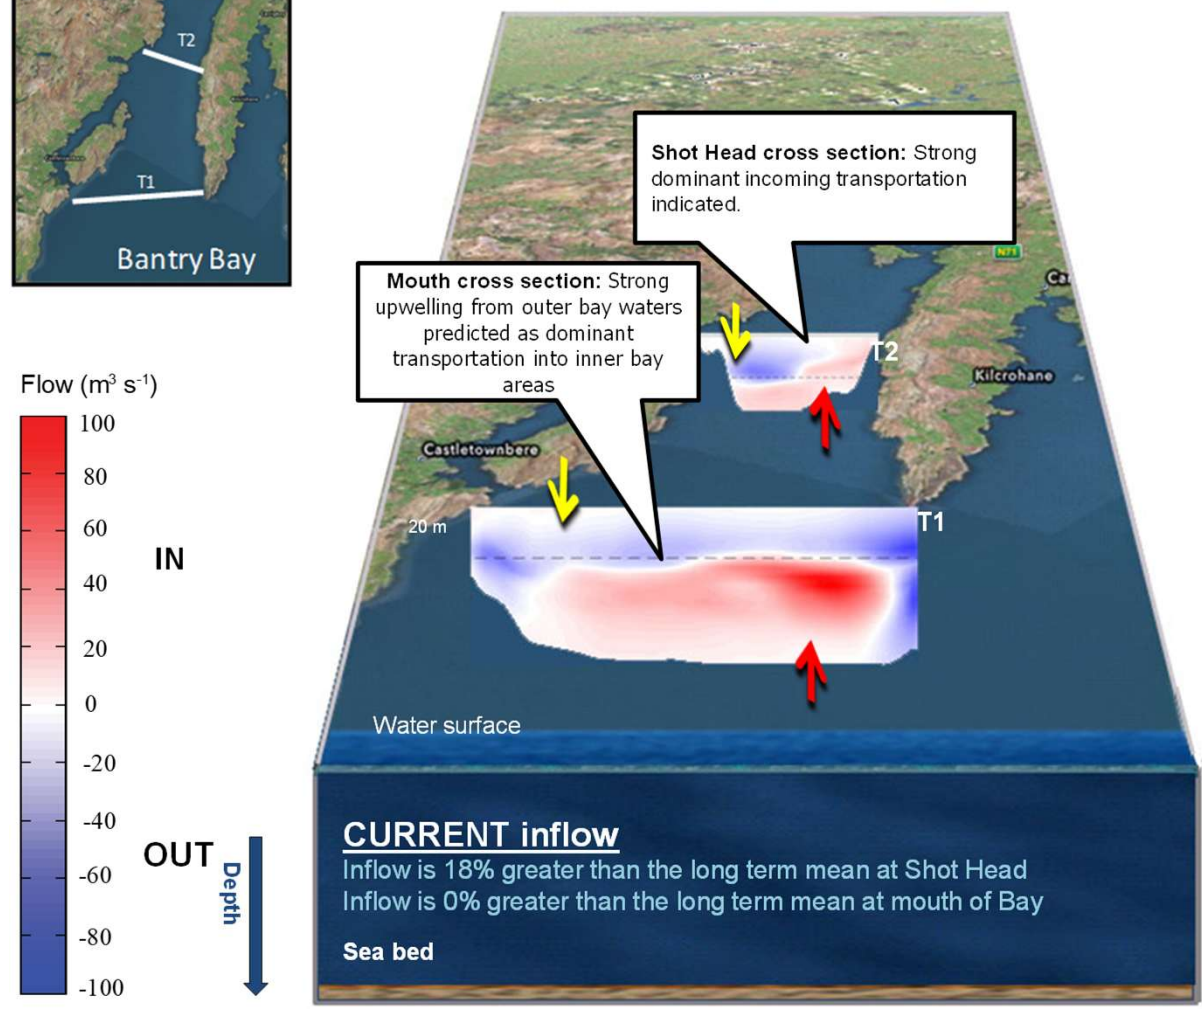 T2
T1
Bantry Bay
Shot Head cross section: Strong
dominant incoming transportation
indicated.
N71
Mouth cross section: Strong
upwelling from outer bay waters
predicted as dominant
transportation into inner bay
areas
T2
Kilcrohane
Castletownbere
20 m
T1
Flow (m³ s⁻¹)
100
80
60
40
20
0
-20
-40
-60
-80
-100
IN
OUT
Depth
Water surface
CURRENT inflow
Inflow is 18% greater than the long term mean at Shot Head
Inflow is 0% greater than the long term mean at mouth of Bay
Sea bed